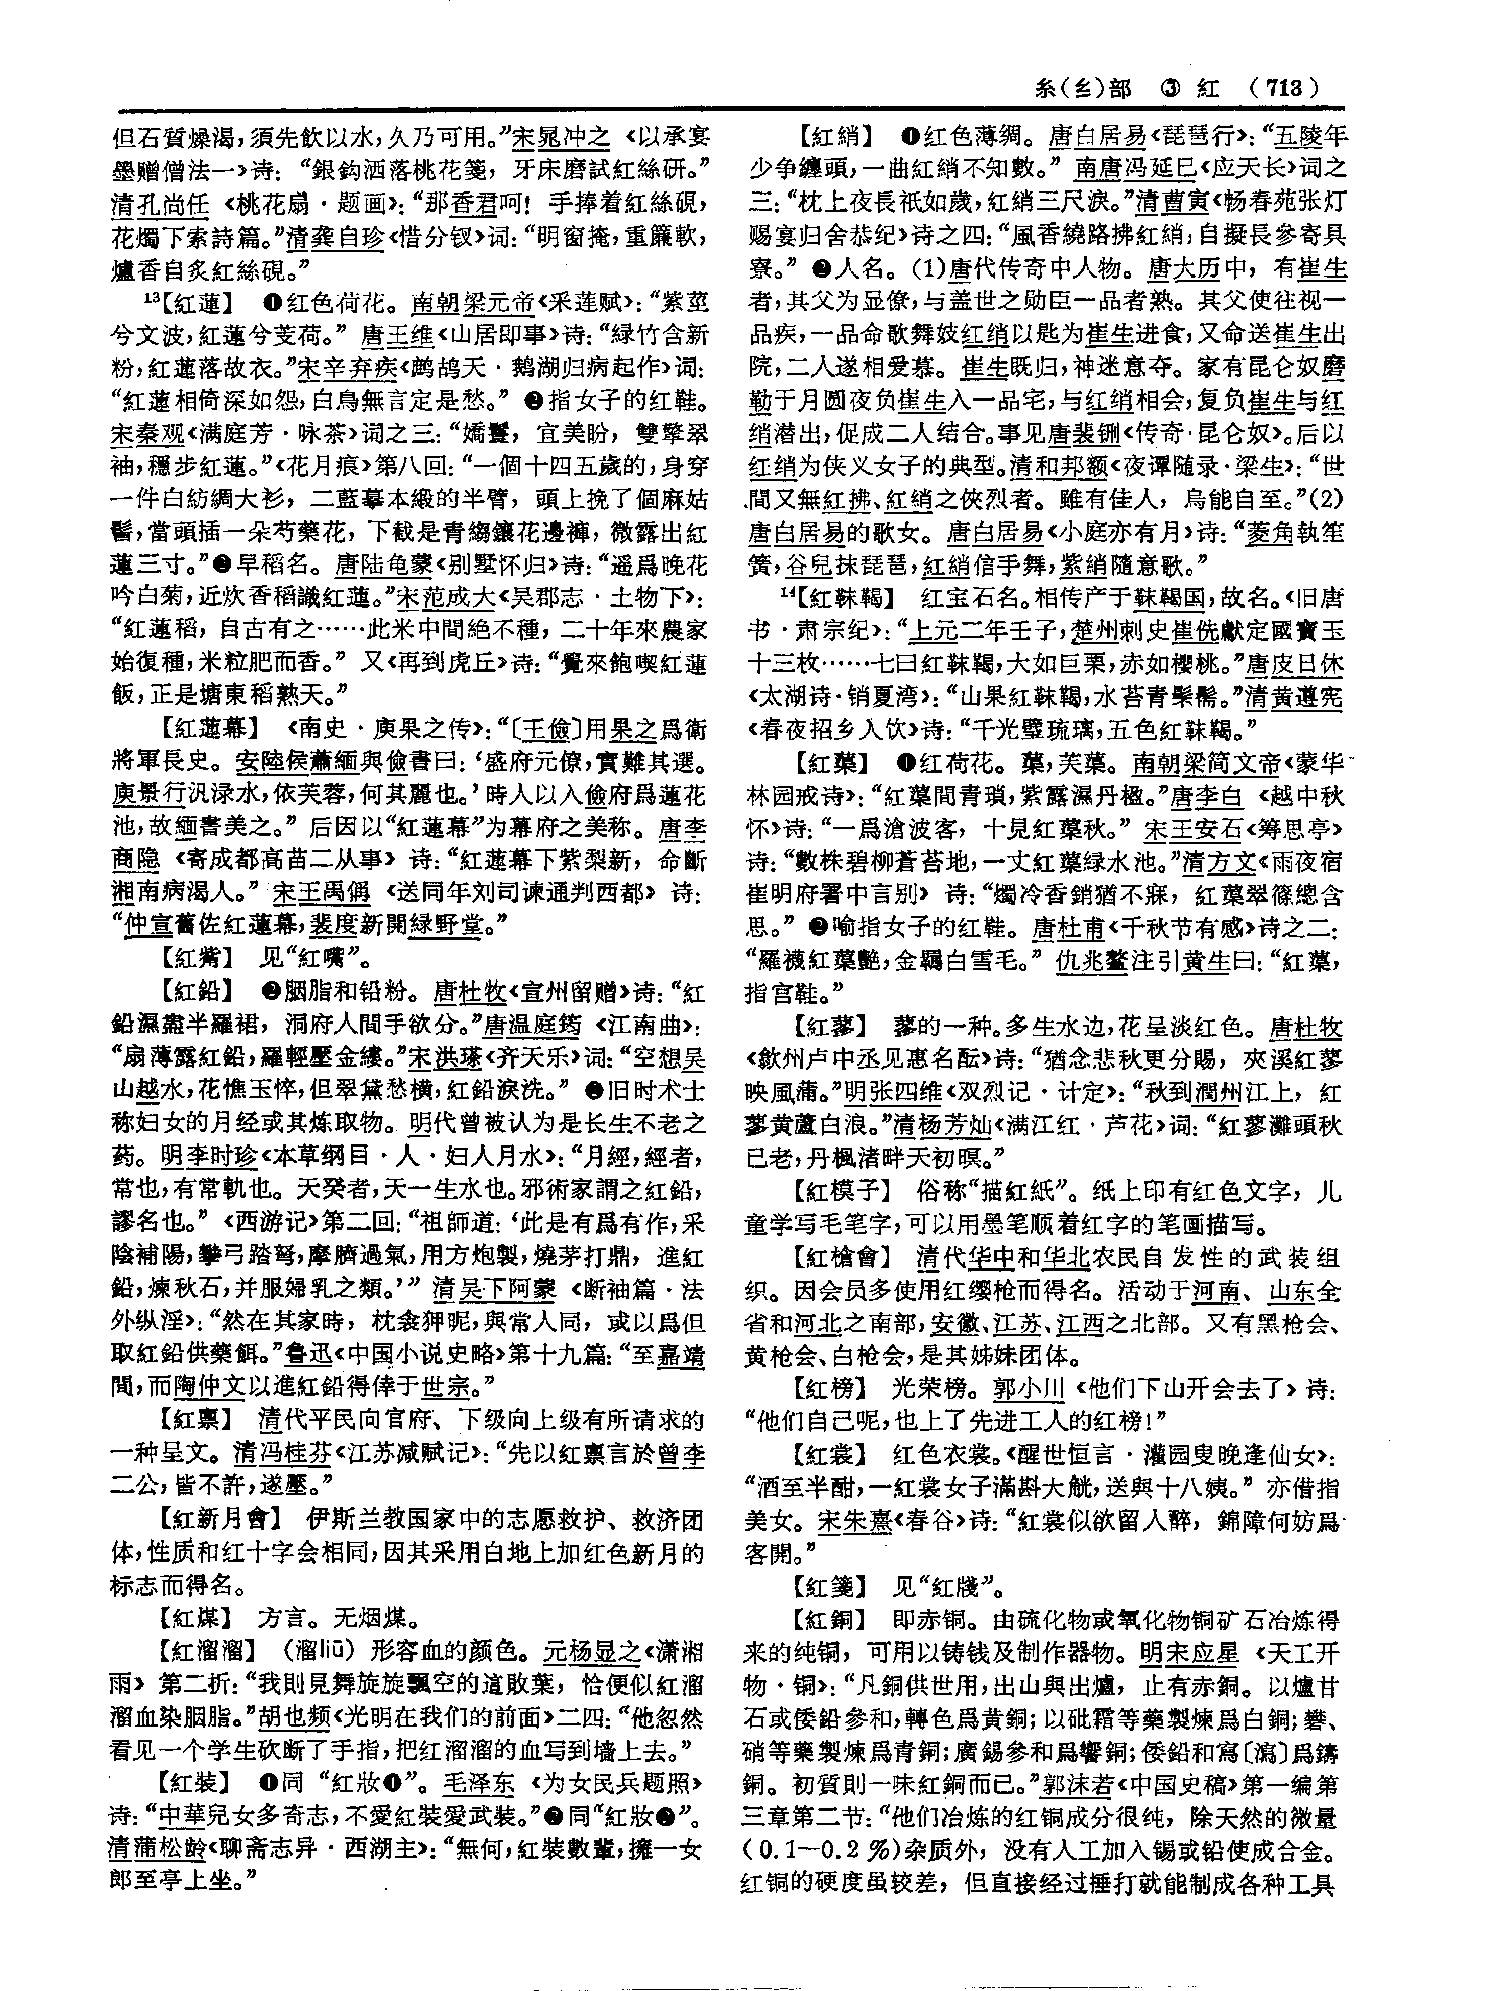 糸(纟)部 ③ 紅 (713)
但石質燥渴，須先飲以水，久乃可用。”宋晁冲之《以承宴
墨赠僧法一》诗：“銀鈎洒落桃花箋，牙床磨試紅絲研。”
清孔尚任《桃花扇·题画》：“那香君呵！手捧着紅絲硯，
花燭下索詩篇。”清龚自珍《惜分钗》词：“明窗掩，重簾軟，
爐香自炙紅絲硯。”
¹³【紅蓮】 ❶红色荷花。南朝梁元帝《采莲赋》：“紫莖
兮文波，紅蓮兮芰荷。”唐王维《山居即事》诗：“緑竹含新
粉，紅蓮落故衣。”宋辛弃疾《鹧鸪天·鹅湖归病起作》词：
“紅蓮相倚深如怨，白鳥無言定是愁。”❷指女子的红鞋。
宋秦观《满庭芳·咏茶》词之三：“嬌鬟，宜美盼，雙擎翠
袖，穩步紅蓮。”《花月痕》第八回：“一個十四五歲的，身穿
一件白紡綢大衫，二藍摹本緞的半臂，頭上挽了個麻姑
髻，當頭插一朵芍藥花，下截是青縐鑲花邊褲，微露出紅
蓮三寸。”❸早稻名。唐陆龟蒙《别墅怀归》诗：“遥爲晚花
吟白菊，近炊香稻識紅蓮。”宋范成大《吴郡志·土物下》：
“紅蓮稻，自古有之……此米中間絶不種，二十年來農家
始復種，米粒肥而香。”又《再到虎丘》诗：“覺來飽喫紅蓮
飯，正是塘東稻熟天。”
【紅蓮幕】 《南史·庾杲之传》：“〔王儉〕用杲之爲衛
將軍長史。安陸侯蕭緬與儉書曰：‘盛府元僚，實難其選。
庾景行汎渌水，依芙蓉，何其麗也。’時人以入儉府爲蓮花
池，故緬書美之。”后因以“紅蓮幕”为幕府之美称。唐李
商隐《寄成都高苗二从事》诗：“紅蓮幕下紫梨新，命斷
湘南病渴人。”宋王禹偁《送同年刘司谏通判西都》诗：
“仲宣舊佐紅蓮幕，裴度新開緑野堂。”
【紅觜】 见“紅嘴”。
【紅鉛】 ❶胭脂和铅粉。唐杜牧《宣州留赠》诗：“紅
鉛濕盡半羅裙，洞府人間手欲分。”唐温庭筠《江南曲》：
“扇薄露紅鉛，羅輕壓金縷。”宋洪瑹《齐天乐》词：“空想吴
山越水，花憔玉悴，但翠黛愁横，紅鉛淚洗。”❷旧时术士
称妇女的月经或其炼取物。明代曾被认为是长生不老之
药。明李时珍《本草纲目·人·妇人月水》：“月經，經者，
常也，有常軌也。天癸者，天一生水也。邪術家謂之紅鉛，
謬名也。”《西游记》第二回：“祖師道：‘此是有爲有作，采
陰補陽，攀弓踏弩，摩臍過氣，用方炮製，燒茅打鼎，進紅
鉛，煉秋石，并服婦乳之類。’”清吴下阿蒙《断袖篇·法
外纵淫》：“然在其家時，枕衾狎昵，與常人同，或以爲但
取紅鉛供藥餌。”鲁迅《中国小说史略》第十九篇：“至嘉靖
間，而陶仲文以進紅鉛得倖于世宗。”
【紅禀】 清代平民向官府、下级向上级有所请求的
一种呈文。清冯桂芬《江苏减赋记》：“先以紅禀言於曾李
二公，皆不許，遂壓。”
【紅新月會】 伊斯兰教国家中的志愿救护、救济团
体，性质和红十字会相同，因其采用白地上加红色新月的
标志而得名。
【紅煤】 方言。无烟煤。
【紅溜溜】 (溜liū) 形容血的颜色。元杨显之《潇湘
雨》第二折：“我則見舞旋旋飄空的這敗葉，恰便似紅溜
溜血染胭脂。”胡也频《光明在我们的前面》二四：“他忽然
看见一个学生砍断了手指，把红溜溜的血写到墙上去。”
【紅裝】 ❶同“紅妝❶”。毛泽东《为女民兵题照》
诗：“中華兒女多奇志，不愛紅裝愛武裝。”❷同“紅妝❷”。
清蒲松龄《聊斋志异·西湖主》：“無何，紅裝數輩，擁一女
郎至亭上坐。”
【紅綃】 ❶红色薄绸。唐白居易《琵琶行》：“五陵年
少争纏頭，一曲紅綃不知數。”南唐冯延巳《应天长》词之
三：“枕上夜長祇如歲，紅綃三尺淚。”清曹寅《畅春苑张灯
赐宴归舍恭纪》诗之四：“風香繞路拂紅綃，自擬長參寄具
寮。”❷人名。(1)唐代传奇中人物。唐大历中，有崔生
者，其父为显僚，与盖世之勋臣一品者熟。其父使往视一
品疾，一品命歌舞妓红绡以匙为崔生进食，又命送崔生出
院，二人遂相爱慕。崔生既归，神迷意夺。家有昆仑奴磨
勒于月圆夜负崔生入一品宅，与红绡相会，复负崔生与红
绡潜出，促成二人结合。事见唐裴铏《传奇·昆仑奴》。后以
红绡为侠义女子的典型。清和邦额《夜谭随录·梁生》：“世
間又無紅拂、紅綃之俠烈者。雖有佳人，烏能自至。”(2)
唐白居易的歌女。唐白居易《小庭亦有月》诗：“菱角執笙
簧，谷兒抹琵琶，紅綃信手舞，紫綃隨意歌。”
¹⁴【紅靺鞨】 红宝石名。相传产于靺鞨国，故名。《旧唐
书·肃宗纪》：“上元二年壬子，楚州刺史崔侁獻定國寶玉
十三枚……七曰紅靺鞨，大如巨栗，赤如櫻桃。”唐皮日休
《太湖诗·销夏湾》：“山果紅靺鞨，水苔青髯鬙。”清黄遵宪
《春夜招乡人饮》诗：“千光璧琉璃，五色紅靺鞨。”
【紅蕖】 ❶红荷花。蕖，芙蕖。南朝梁简文帝《蒙华
林园戒诗》：“紅蕖間青瑣，紫露濕丹楹。”唐李白《越中秋
怀》诗：“一爲滄波客，十見紅蕖秋。”宋王安石《筹思亭》
诗：“數株碧柳蒼苔地，一丈紅蕖緑水池。”清方文《雨夜宿
崔明府署中言别》诗：“燭冷香銷猶不寐，紅蕖翠篠總含
思。”❷喻指女子的红鞋。唐杜甫《千秋节有感》诗之二：
“羅襪紅蕖艷，金羈白雪毛。”仇兆鳌注引黄生曰：“紅蕖，
指宫鞋。”
【紅蓼】 蓼的一种。多生水边，花呈淡红色。唐杜牧
《歙州卢中丞见惠名酝》诗：“猶念悲秋更分賜，夾溪紅蓼
映風蒲。”明张四维《双烈记·计定》：“秋到潤州江上，紅
蓼黄蘆白浪。”清杨芳灿《满江红·芦花》词：“紅蓼灘頭秋
已老，丹楓渚畔天初暝。”
【紅模子】 俗称“描紅紙”。纸上印有红色文字，儿
童学写毛笔字，可以用墨笔顺着红字的笔画描写。
【紅槍會】 清代华中和华北农民自发性的武装组
织。因会员多使用红缨枪而得名。活动于河南、山东全
省和河北之南部，安徽、江苏、江西之北部。又有黑枪会、
黄枪会、白枪会，是其姊妹团体。
【紅榜】 光荣榜。郭小川《他们下山开会去了》诗：
“他们自己呢，也上了先进工人的红榜！”
【紅裳】 红色衣裳。《醒世恒言·灌园叟晚逢仙女》：
“酒至半酣，一紅裳女子滿斟大觥，送與十八姨。”亦借指
美女。宋朱熹《春谷》诗：“紅裳似欲留人醉，錦障何妨爲
客開。”
【紅箋】 见“紅牋”。
【紅銅】 即赤铜。由硫化物或氧化物铜矿石冶炼得
来的纯铜，可用以铸钱及制作器物。明宋应星《天工开
物·铜》：“凡銅供世用，出山與出爐，止有赤銅。以爐甘
石或倭鉛參和，轉色爲黄銅；以砒霜等藥製煉爲白銅；礬、
硝等藥製煉爲青銅；廣錫參和爲響銅；倭鉛和寫〔瀉〕爲鑄
銅。初質則一味紅銅而已。”郭沫若《中国史稿》第一编第
三章第二节：“他们冶炼的红铜成分很纯，除天然的微量
(0.1—0.2%)杂质外，没有人工加入锡或铅使成合金。
红铜的硬度虽较差，但直接经过捶打就能制成各种工具